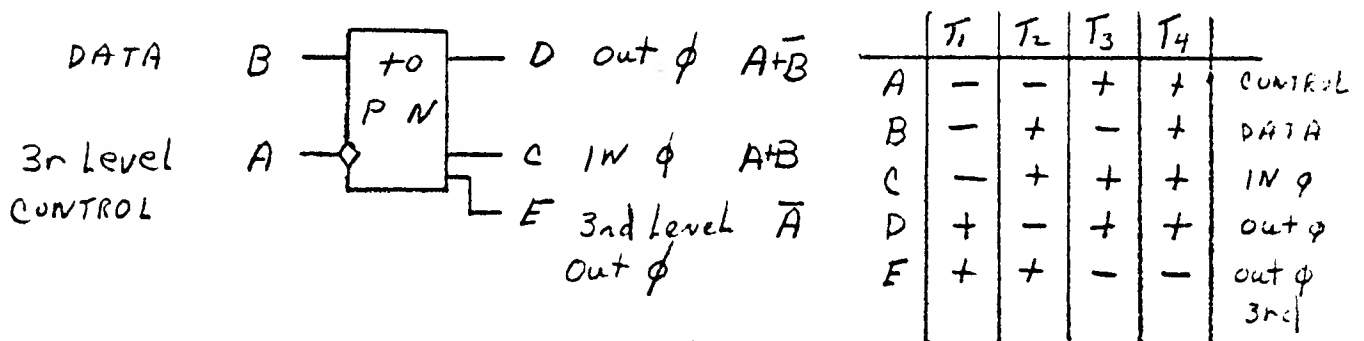 DATA B +O D Out ϕ A+B̅
P N
3r Level A C IN ϕ A+B
CONTROL
E 3nd Level A̅
Out ϕ
T1 T2 T3 T4
A − − + + CONTROL
B − + − + DATA
C − + + + IN ϕ
D + − + + Out ϕ
E + + − − Out ϕ
3rd